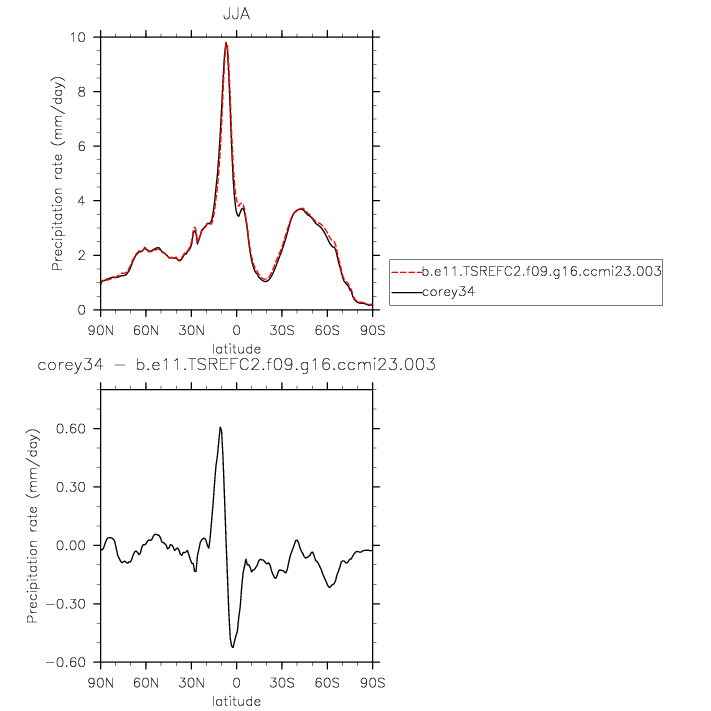 JJA
Precipitation rate (mm/day)
10
8
6
4
2
0
90N 60N 30N 0 30S 60S 90S
latitude
b.e11.TSREFC2.f09.g16.ccmi23.003
corey34
corey34 − b.e11.TSREFC2.f09.g16.ccmi23.003
Precipitation rate (mm/day)
0.60
0.30
0.00
−0.30
−0.60
90N 60N 30N 0 30S 60S 90S
latitude